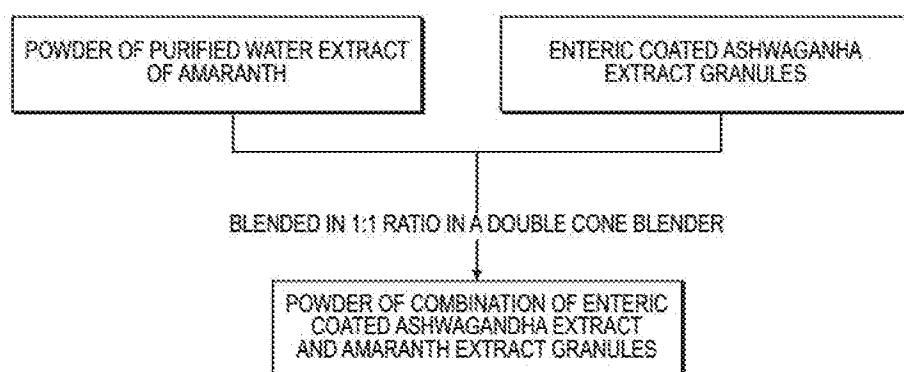 POWDER OF PURIFIED WATER EXTRACT
OF AMARANTH
ENTERIC COATED ASHWAGANHA
EXTRACT GRANULES
BLENDED IN 1:1 RATIO IN A DOUBLE CONE BLENDER
POWDER OF COMBINATION OF ENTERIC
COATED ASHWAGANDHA EXTRACT
AND AMARANTH EXTRACT GRANULES